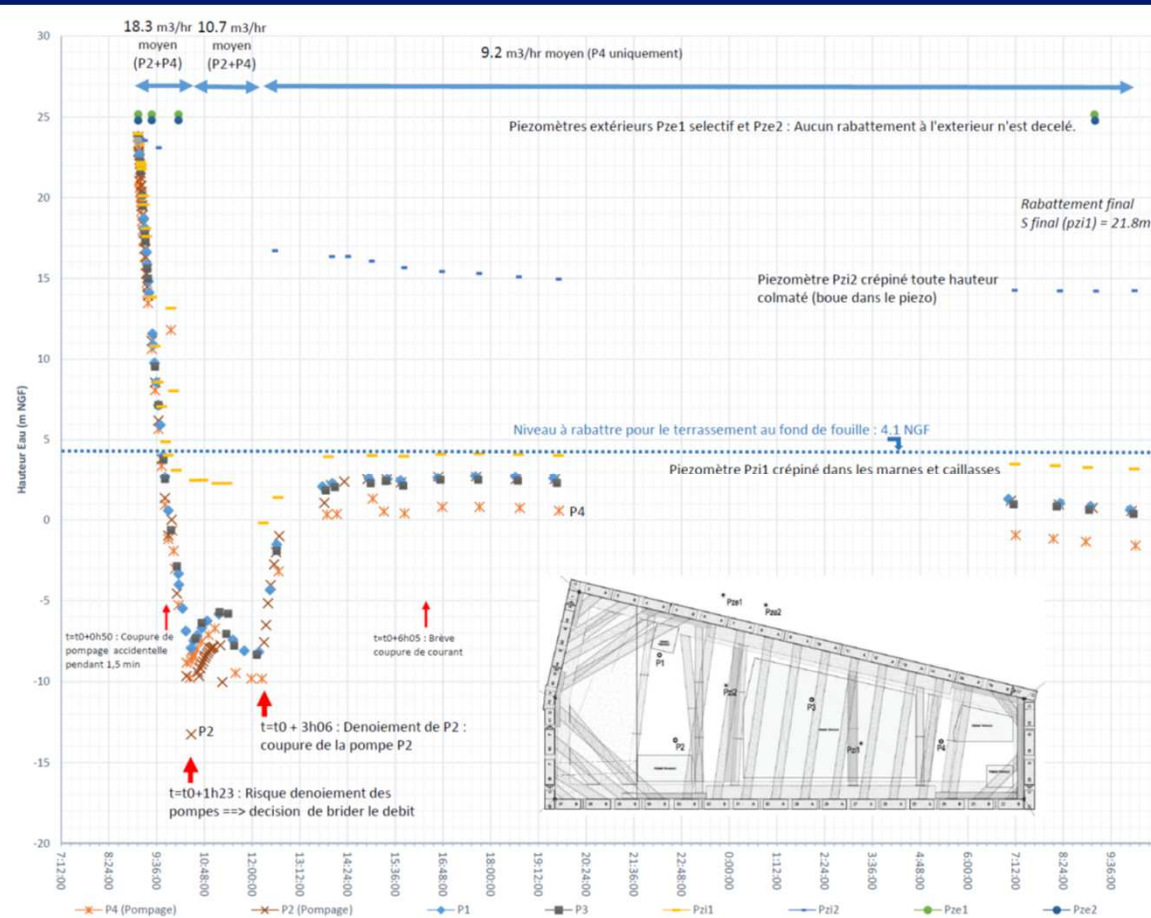 18.3 m3/hr 10.7 m3/hr
moyen moyen
(P2+P4) (P2+P4)
9.2 m3/hr moyen (P4 uniquement)
Piezomètres extérieurs Pze1 selectif et Pze2 : Aucun rabattement à l'exterieur n'est decelé.
Rabattement final
S final (pzi1) = 21.8m
Piezomètre Pzi2 crépiné toute hauteur
colmaté (boue dans le piezo)
Niveau à rabattre pour le terrassement au fond de fouille : 4.1 NGF
Piezomètre Pzi1 crépiné dans les marnes et caillasses
P4
t=t0+0h50 : Coupure de
pompage accidentelle
pendant 1,5 min
t=t0+6h05 : Brève
coupure de courant
P2
t=t0 + 3h06 : Denoiement de P2 :
coupure de la pompe P2
t=t0+1h23 : Risque denoiement des
pompes ==> decision de brider le debit
Pze1
Pze2
P1
Pzi2
P3
P2
Pzi1
P4
Hauteur Eau (m NGF)
30
25
20
15
10
5
0
-5
-10
-15
-20
7:12:00
8:24:00
9:36:00
10:48:00
12:00:00
13:12:00
14:24:00
15:36:00
16:48:00
18:00:00
19:12:00
20:24:00
21:36:00
22:48:00
0:00:00
1:12:00
2:24:00
3:36:00
4:48:00
6:00:00
7:12:00
8:24:00
9:36:00
P4 (Pompage) P2 (Pompage) P1 P3 Pzi1 Pzi2 Pze1 Pze2